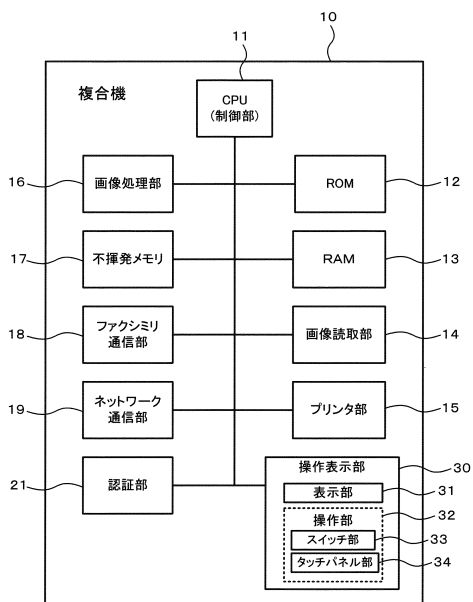 10
11
複合機
CPU
(制御部)
16
画像処理部
ROM
12
17
不揮発メモリ
RAM
13
18
ファクシミリ
通信部
画像読取部
14
19
ネットワーク
通信部
プリンタ部
15
21
認証部
操作表示部
30
表示部
31
操作部
32
スイッチ部
33
タッチパネル部
34